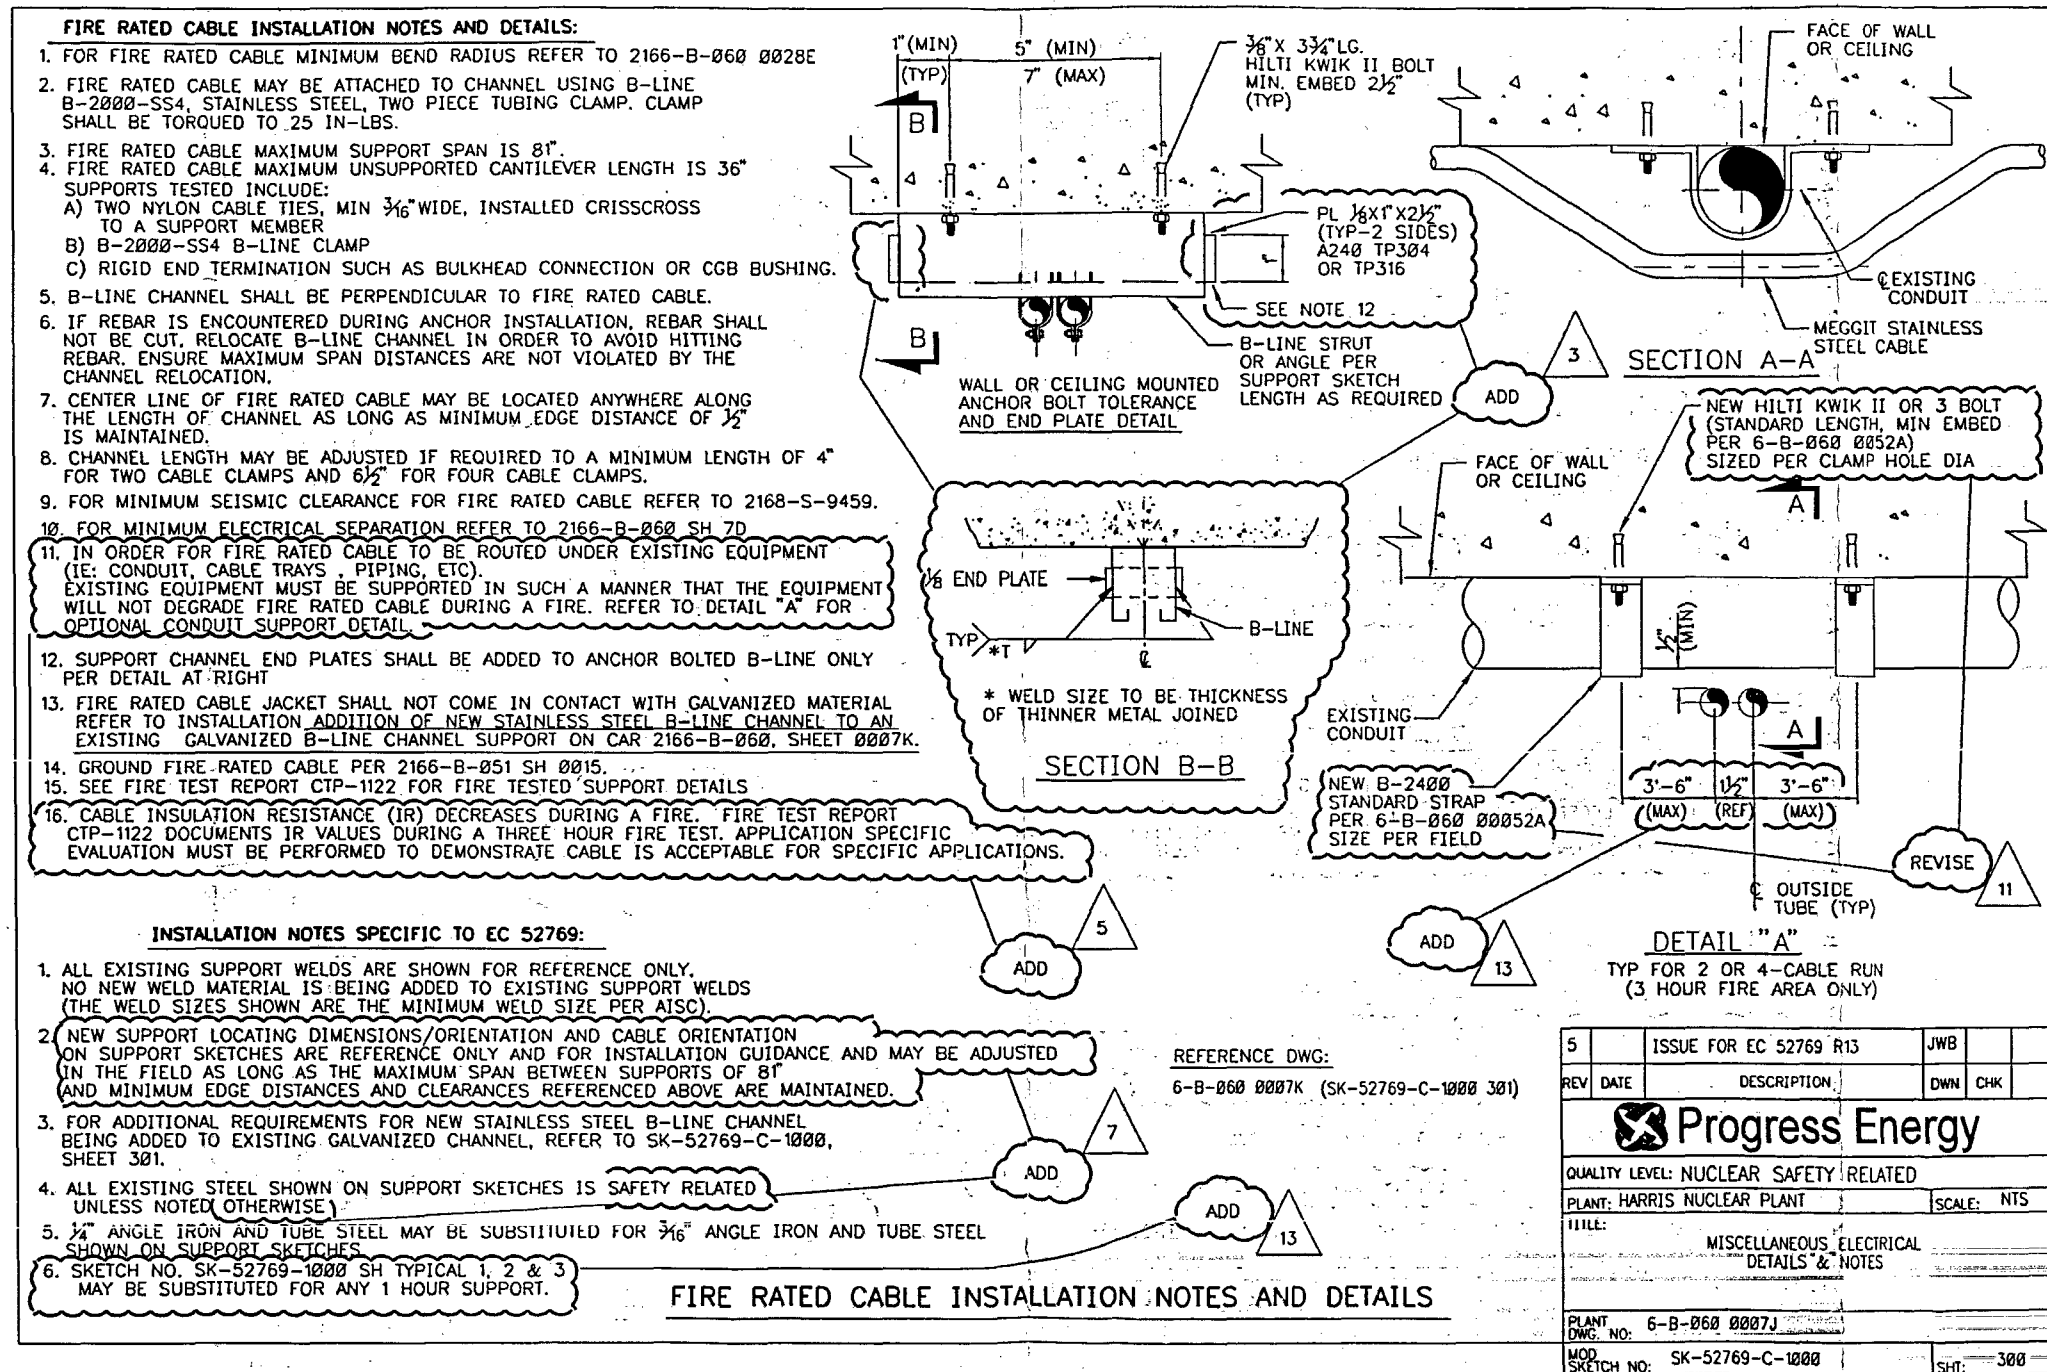 FIRE RATED CABLE INSTALLATION NOTES AND DETAILS:
1. FOR FIRE RATED CABLE MINIMUM BEND RADIUS REFER TO 2166-B-060 0028E
2. FIRE RATED CABLE MAY BE ATTACHED TO CHANNEL USING B-LINE
B-2000-SS4, STAINLESS STEEL, TWO PIECE TUBING CLAMP. CLAMP
SHALL BE TORQUED TO 25 IN-LBS.
3. FIRE RATED CABLE MAXIMUM SUPPORT SPAN IS 81".
4. FIRE RATED CABLE MAXIMUM UNSUPPORTED CANTILEVER LENGTH IS 36"
SUPPORTS TESTED INCLUDE:
A) TWO NYLON CABLE TIES, MIN 3/16" WIDE, INSTALLED CRISSCROSS
TO A SUPPORT MEMBER
B) B-2000-SS4 B-LINE CLAMP
C) RIGID END TERMINATION SUCH AS BULKHEAD CONNECTION OR CGB BUSHING.
5. B-LINE CHANNEL SHALL BE PERPENDICULAR TO FIRE RATED CABLE.
6. IF REBAR IS ENCOUNTERED DURING ANCHOR INSTALLATION, REBAR SHALL
NOT BE CUT. RELOCATE B-LINE CHANNEL IN ORDER TO AVOID HITTING
REBAR. ENSURE MAXIMUM SPAN DISTANCES ARE NOT VIOLATED BY THE
CHANNEL RELOCATION.
7. CENTER LINE OF FIRE RATED CABLE MAY BE LOCATED ANYWHERE ALONG
THE LENGTH OF CHANNEL AS LONG AS MINIMUM EDGE DISTANCE OF 1/2"
IS MAINTAINED.
8. CHANNEL LENGTH MAY BE ADJUSTED IF REQUIRED TO A MINIMUM LENGTH OF 4"
FOR TWO CABLE CLAMPS AND 6 1/2" FOR FOUR CABLE CLAMPS.
9. FOR MINIMUM SEISMIC CLEARANCE FOR FIRE RATED CABLE REFER TO 2168-S-9459.
10. FOR MINIMUM ELECTRICAL SEPARATION REFER TO 2166-B-060 SH 7D
11. IN ORDER FOR FIRE RATED CABLE TO BE ROUTED UNDER EXISTING EQUIPMENT
(IE: CONDUIT, CABLE TRAYS , PIPING, ETC).
EXISTING EQUIPMENT MUST BE SUPPORTED IN SUCH A MANNER THAT THE EQUIPMENT
WILL NOT DEGRADE FIRE RATED CABLE DURING A FIRE. REFER TO DETAIL "A" FOR
OPTIONAL CONDUIT SUPPORT DETAIL.
12. SUPPORT CHANNEL END PLATES SHALL BE ADDED TO ANCHOR BOLTED B-LINE ONLY
PER DETAIL AT RIGHT
13. FIRE RATED CABLE JACKET SHALL NOT COME IN CONTACT WITH GALVANIZED MATERIAL
REFER TO INSTALLATION ADDITION OF NEW STAINLESS STEEL B-LINE CHANNEL TO AN
EXISTING GALVANIZED B-LINE CHANNEL SUPPORT ON CAR 2166-B-060, SHEET 0007K.
14. GROUND FIRE RATED CABLE PER 2166-B-051 SH 0015.
15. SEE FIRE TEST REPORT CTP-1122 FOR FIRE TESTED SUPPORT DETAILS
16. CABLE INSULATION RESISTANCE (IR) DECREASES DURING A FIRE. FIRE TEST REPORT
CTP-1122 DOCUMENTS IR VALUES DURING A THREE HOUR FIRE TEST. APPLICATION SPECIFIC
EVALUATION MUST BE PERFORMED TO DEMONSTRATE CABLE IS ACCEPTABLE FOR SPECIFIC APPLICATIONS.
ADD
5
INSTALLATION NOTES SPECIFIC TO EC 52769:
1. ALL EXISTING SUPPORT WELDS ARE SHOWN FOR REFERENCE ONLY.
NO NEW WELD MATERIAL IS BEING ADDED TO EXISTING SUPPORT WELDS
(THE WELD SIZES SHOWN ARE THE MINIMUM WELD SIZE PER AISC).
2. NEW SUPPORT LOCATING DIMENSIONS/ORIENTATION AND CABLE ORIENTATION
ON SUPPORT SKETCHES ARE REFERENCE ONLY AND FOR INSTALLATION GUIDANCE AND MAY BE ADJUSTED
IN THE FIELD AS LONG AS THE MAXIMUM SPAN BETWEEN SUPPORTS OF 81"
AND MINIMUM EDGE DISTANCES AND CLEARANCES REFERENCED ABOVE ARE MAINTAINED.
3. FOR ADDITIONAL REQUIREMENTS FOR NEW STAINLESS STEEL B-LINE CHANNEL
BEING ADDED TO EXISTING GALVANIZED CHANNEL, REFER TO SK-52769-C-1000,
SHEET 301.
4. ALL EXISTING STEEL SHOWN ON SUPPORT SKETCHES IS SAFETY RELATED
UNLESS NOTED OTHERWISE
5. 1/4" ANGLE IRON AND TUBE STEEL MAY BE SUBSTITUTED FOR 3/16" ANGLE IRON AND TUBE STEEL
SHOWN ON SUPPORT SKETCHES
6. SKETCH NO. SK-52769-1000 SH TYPICAL 1, 2 & 3
MAY BE SUBSTITUTED FOR ANY 1 HOUR SUPPORT.
ADD
7
ADD
13
FIRE RATED CABLE INSTALLATION NOTES AND DETAILS
1" (MIN)
(TYP)
5" (MIN)
7" (MAX)
3/8" X 3 3/4" LG.
HILTI KWIK II BOLT
MIN. EMBED 2 1/2"
(TYP)
B
B
PL 1/8X1"X2 1/2"
(TYP-2 SIDES)
A240 TP304
OR TP316
SEE NOTE 12
B-LINE STRUT
OR ANGLE PER
SUPPORT SKETCH
LENGTH AS REQUIRED
WALL OR CEILING MOUNTED
ANCHOR BOLT TOLERANCE
AND END PLATE DETAIL
ADD
3
FACE OF WALL
OR CEILING
℄ EXISTING
CONDUIT
MEGGIT STAINLESS
STEEL CABLE
SECTION A-A
1/8 END PLATE
TYP
*T
B-LINE
℄
* WELD SIZE TO BE THICKNESS
OF THINNER METAL JOINED
SECTION B-B
NEW HILTI KWIK II OR 3 BOLT
(STANDARD LENGTH, MIN EMBED
PER 6-B-060 0052A)
SIZED PER CLAMP HOLE DIA
FACE OF WALL
OR CEILING
A
1/2"
(MIN)
EXISTING
CONDUIT
A
NEW B-2400
STANDARD STRAP
PER 6-B-060 00052A
SIZE PER FIELD
3'-6" 1 1/2" 3'-6"
(MAX) (REF) (MAX)
REVISE
11
℄ OUTSIDE
TUBE (TYP)
ADD
13
DETAIL "A"
TYP FOR 2 OR 4-CABLE RUN
(3 HOUR FIRE AREA ONLY)
REFERENCE DWG:
6-B-060 0007K (SK-52769-C-1000 301)
5 ISSUE FOR EC 52769 R13 JWB
REV DATE DESCRIPTION DWN CHK
Progress Energy
QUALITY LEVEL: NUCLEAR SAFETY RELATED
PLANT: HARRIS NUCLEAR PLANT SCALE: NTS
TITLE:
MISCELLANEOUS ELECTRICAL
DETAILS "&" NOTES
PLANT
DWG. NO: 6-B-060 0007J
MOD
SKETCH NO: SK-52769-C-1000 SHT: 300